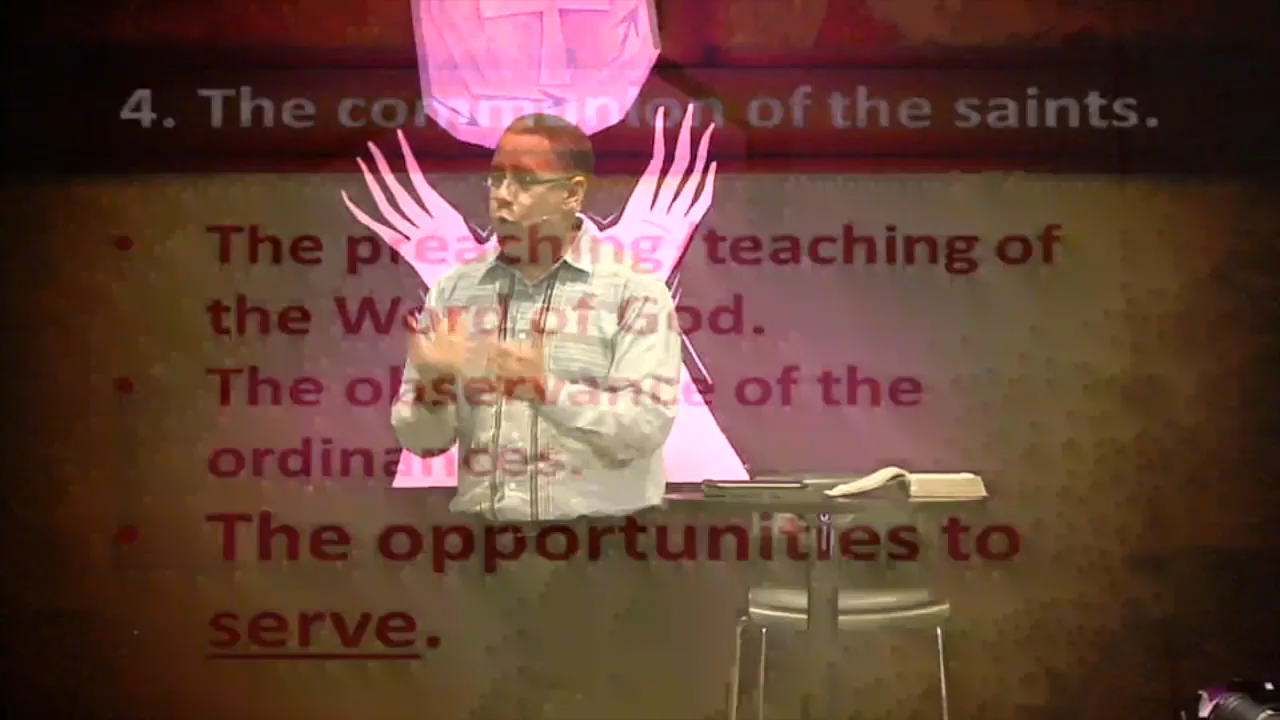 4. The communion of the saints.
• The preaching, teaching of
the Word of God.
• The observance of the
ordinances.
• The opportunities to
serve.